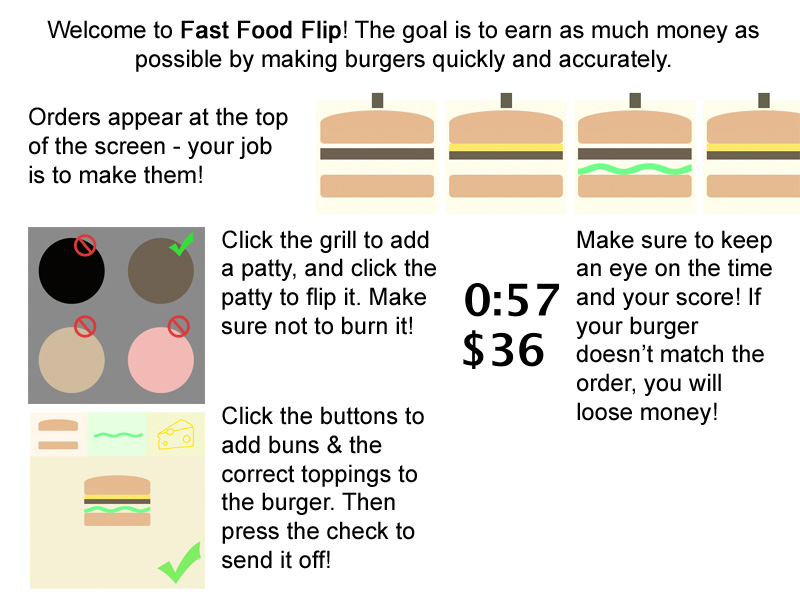 Welcome to Fast Food Flip! The goal is to earn as much money as
possible by making burgers quickly and accurately.
Orders appear at the top
of the screen - your job
is to make them!
Click the grill to add
a patty, and click the
patty to flip it. Make
sure not to burn it!
0:57
$36
Make sure to keep
an eye on the time
and your score! If
your burger
doesn’t match the
order, you will
loose money!
Click the buttons to
add buns & the
correct toppings to
the burger. Then
press the check to
send it off!